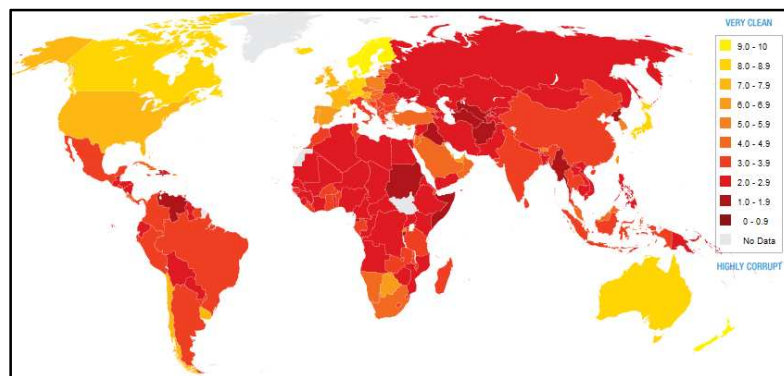 VERY CLEAN
9.0 - 10
8.0 - 8.9
7.0 - 7.9
6.0 - 6.9
5.0 - 5.9
4.0 - 4.9
3.0 - 3.9
2.0 - 2.9
1.0 - 1.9
0 - 0.9
No Data
HIGHLY CORRUPT